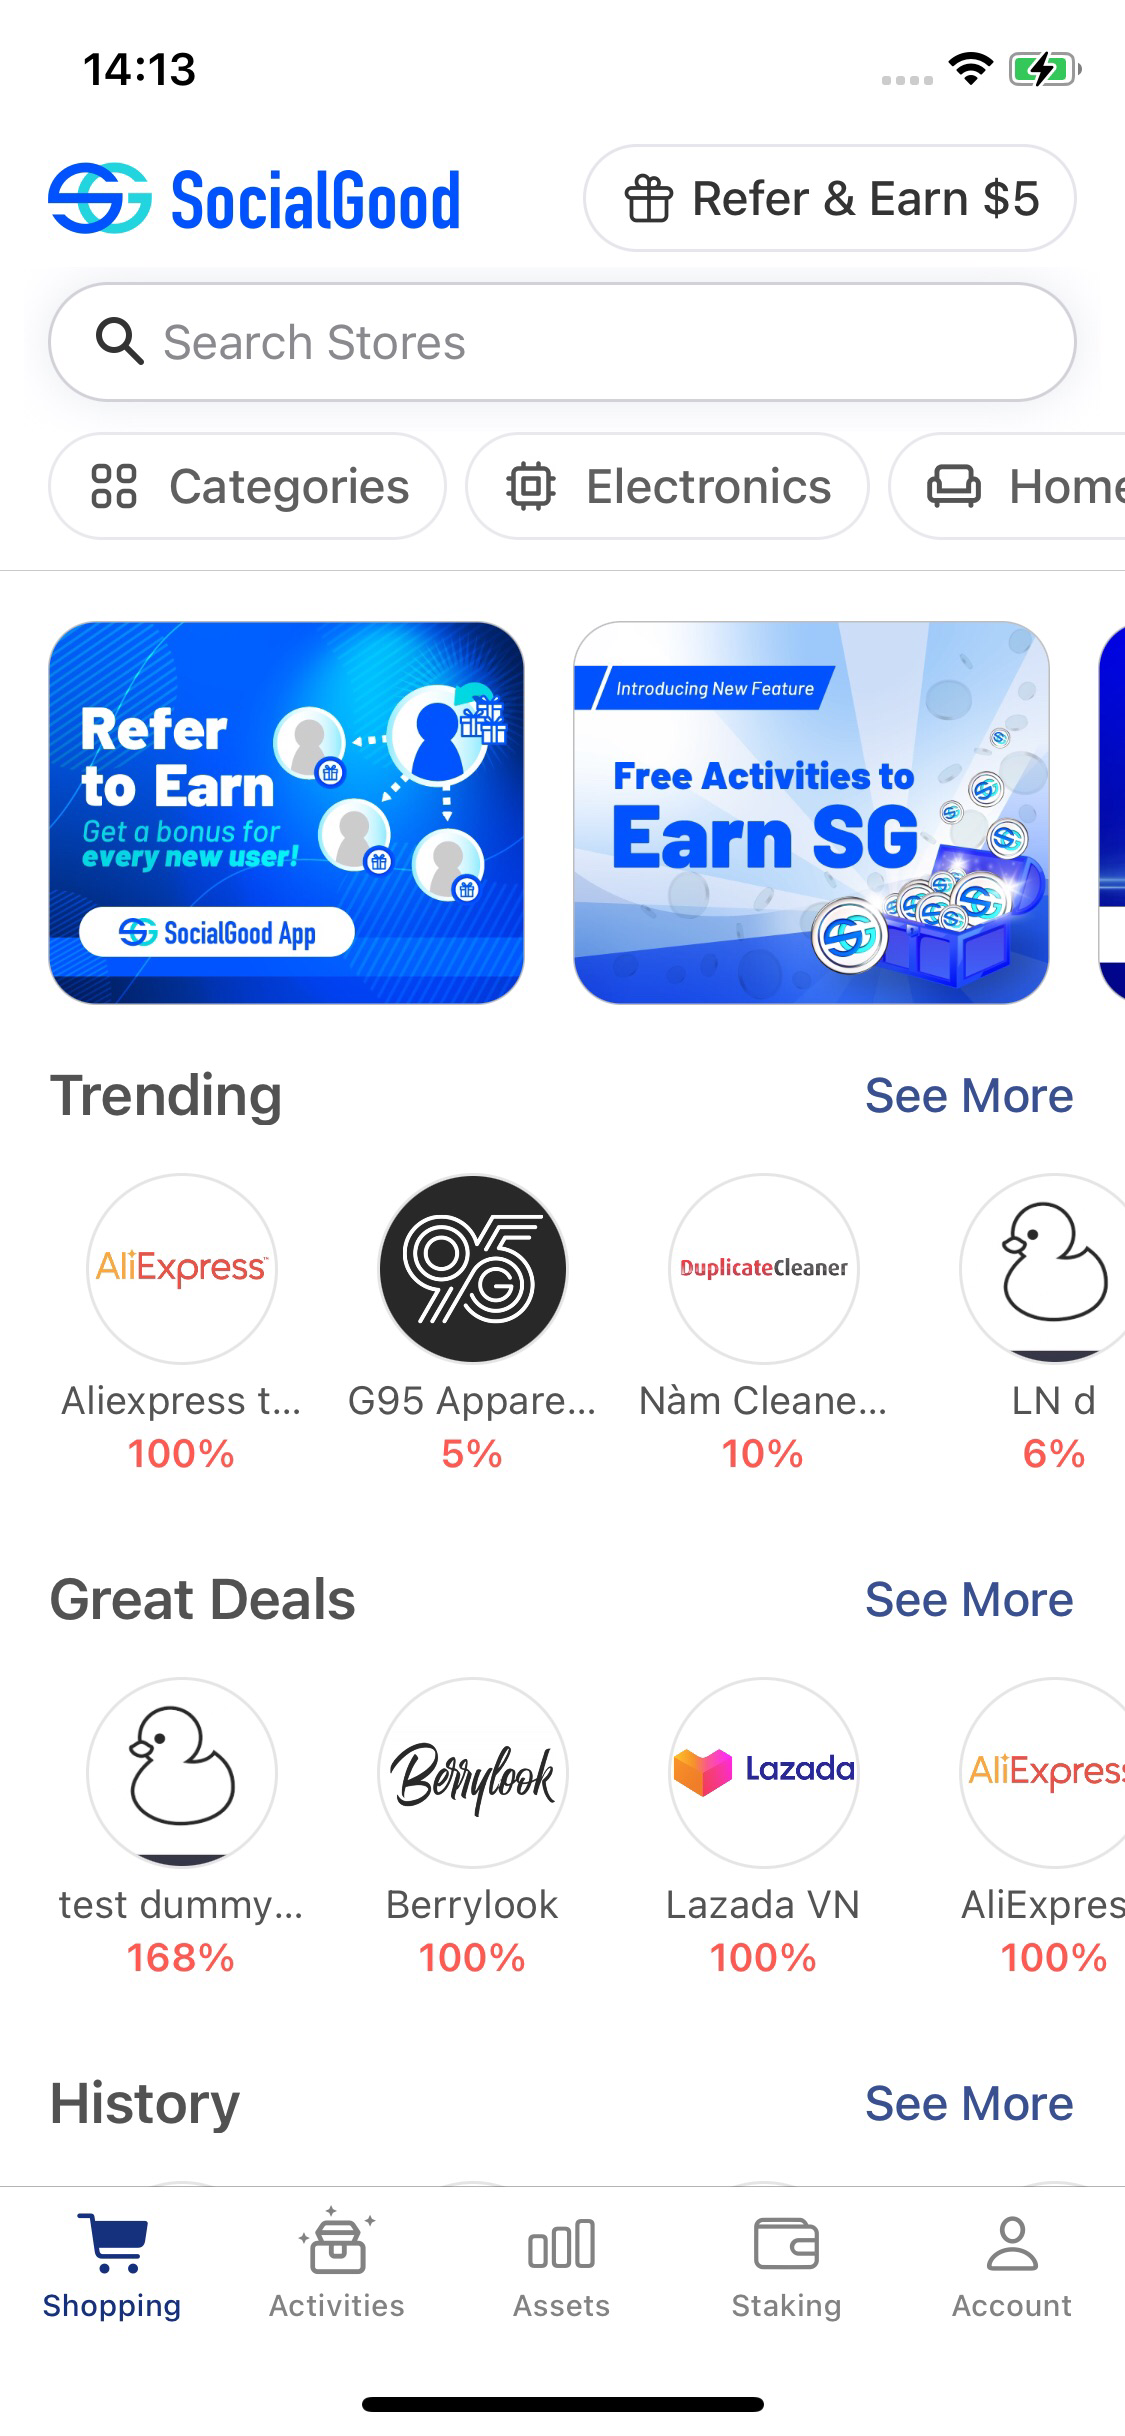 14:13
SocialGood
Refer & Earn $5
Search Stores
Categories
Electronics
Home
Refer
to Earn
Get a bonus for
every new user!
SocialGood App
Introducing New Feature
Free Activities to
Earn SG
Trending
See More
AliExpress™
95G
DuplicateCleaner
Aliexpress t...
G95 Appare...
Nàm Cleane...
LN d
100%
5%
10%
6%
Great Deals
See More
Berrylook
Lazada
AliExpress
test dummy...
Berrylook
Lazada VN
AliExpres
168%
100%
100%
100%
History
See More
Shopping
Activities
Assets
Staking
Account